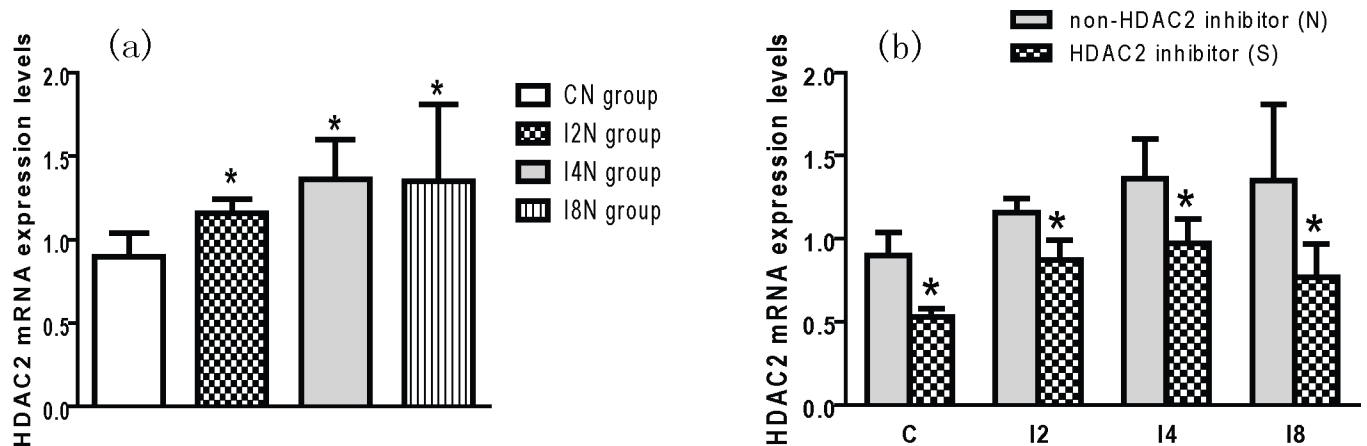 (a)
HDAC2 mRNA expression levels
2.0
1.5
1.0
0.5
0.0
*
*
*
CN group
I2N group
I4N group
I8N group
(b)
non-HDAC2 inhibitor (N)
HDAC2 inhibitor (S)
HDAC2 mRNA expression levels
2.0
1.5
1.0
0.5
0.0
*
*
*
*
C I2 I4 I8